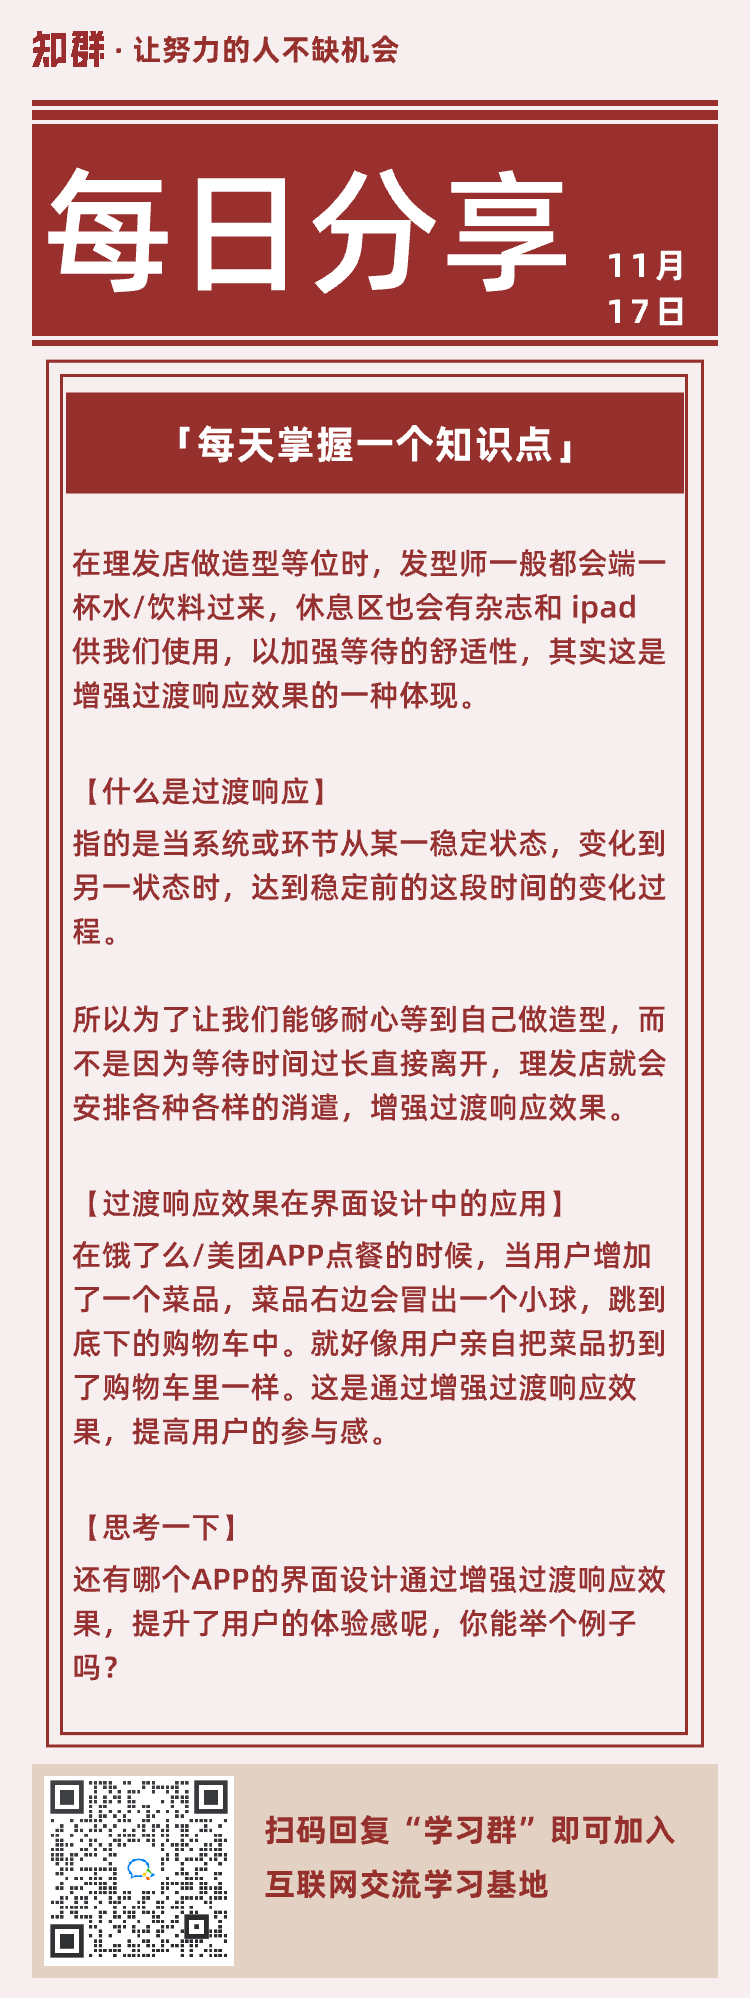 知群·让努力的人不缺机会
每日分享
11月
17日
「每天掌握一个知识点」
在理发店做造型等位时，发型师一般都会端一
杯水/饮料过来，休息区也会有杂志和 ipad
供我们使用，以加强等待的舒适性，其实这是
增强过渡响应效果的一种体现。
【什么是过渡响应】
指的是当系统或环节从某一稳定状态，变化到
另一状态时，达到稳定前的这段时间的变化过
程。
所以为了让我们能够耐心等到自己做造型，而
不是因为等待时间过长直接离开，理发店就会
安排各种各样的消遣，增强过渡响应效果。
【过渡响应效果在界面设计中的应用】
在饿了么/美团APP点餐的时候，当用户增加
了一个菜品，菜品右边会冒出一个小球，跳到
底下的购物车中。就好像用户亲自把菜品扔到
了购物车里一样。这是通过增强过渡响应效
果，提高用户的参与感。
【思考一下】
还有哪个APP的界面设计通过增强过渡响应效
果，提升了用户的体验感呢，你能举个例子
吗？
扫码回复“学习群”即可加入
互联网交流学习基地